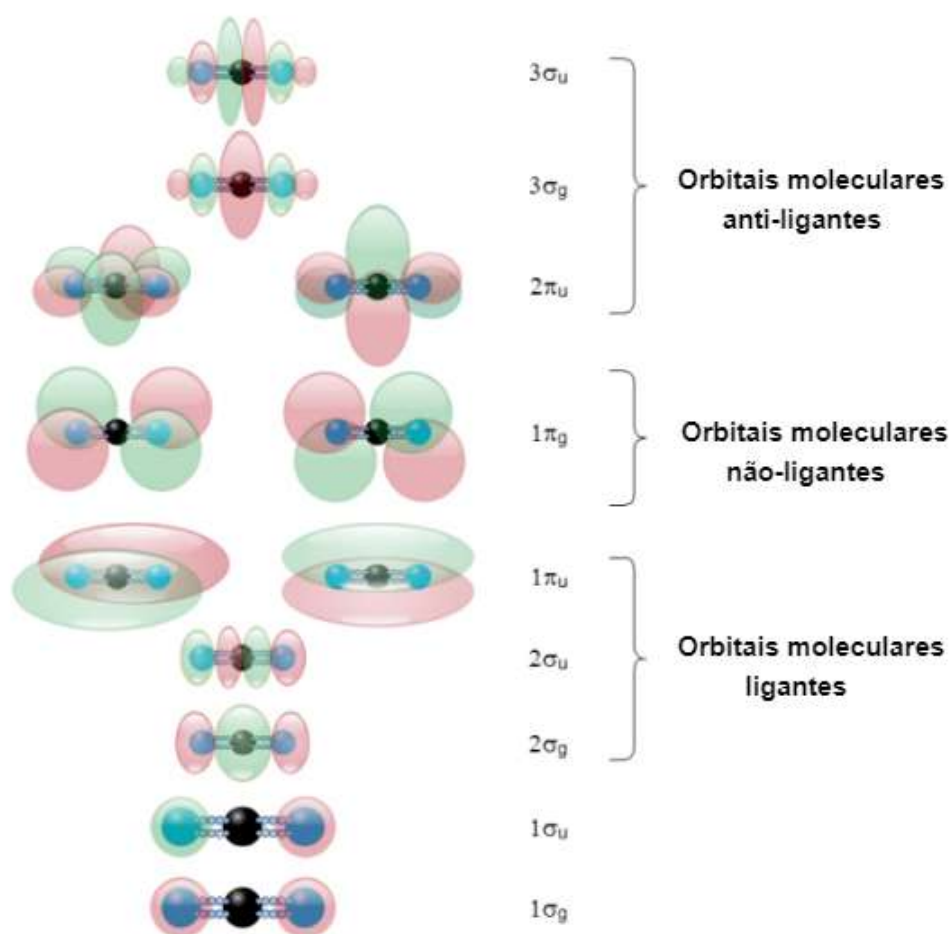 3σu
3σg
Orbitais moleculares
anti-ligantes
2πu
1πg
Orbitais moleculares
não-ligantes
1πu
2σu
Orbitais moleculares
ligantes
2σg
1σu
1σg